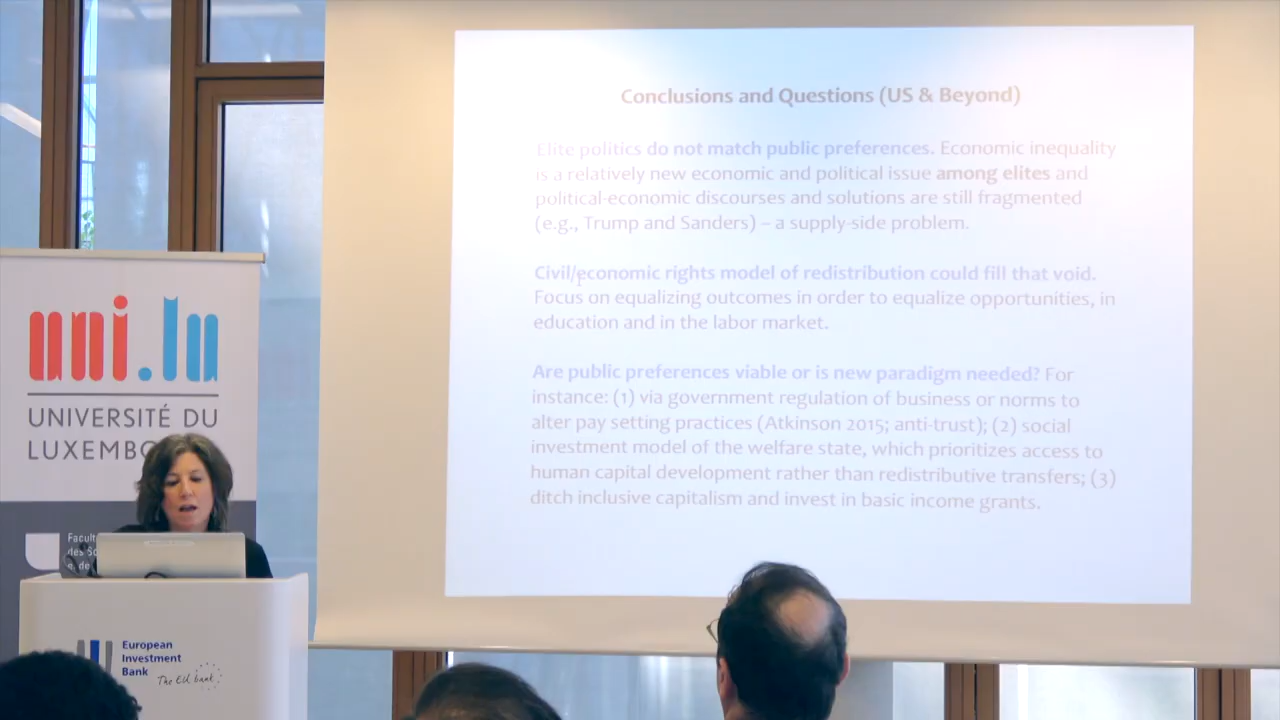 Conclusions and Questions (US & Beyond)
Elite politics do not match public preferences. Economic inequality
is a relatively new economic and political issue among elites and
political-economic discourses and solutions are still fragmented
(e.g., Trump and Sanders) – a supply-side problem.
Civil/economic rights model of redistribution could fill that void.
Focus on equalizing outcomes in order to equalize opportunities, in
education and in the labor market.
Are public preferences viable or is new paradigm needed? For
instance: (1) via government regulation of business or norms to
alter pay setting practices (Atkinson 2015; anti-trust); (2) social
investment model of the welfare state, which prioritizes access to
human capital development rather than redistributive transfers; (3)
ditch inclusive capitalism and invest in basic income grants.
uni.lu
UNIVERSITÉ DU
LUXEMBO
Facult
des Sc
European
Investment
Bank
The EU bank